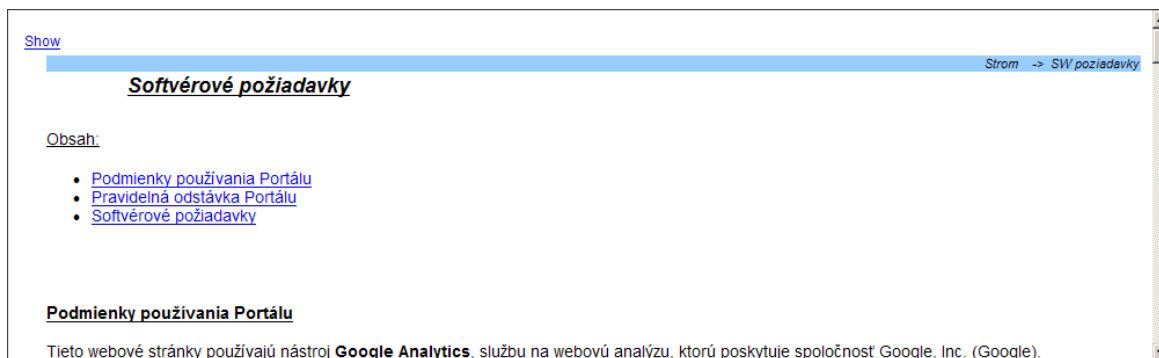 Show
Strom -> SW poziadavky
Softvérové požiadavky
Obsah:
Podmienky používania Portálu
Pravidelná odstávka Portálu
Softvérové požiadavky
Podmienky používania Portálu
Tieto webové stránky používajú nástroj Google Analytics, službu na webovú analýzu, ktorú poskytuje spoločnosť Google, Inc. (Google).